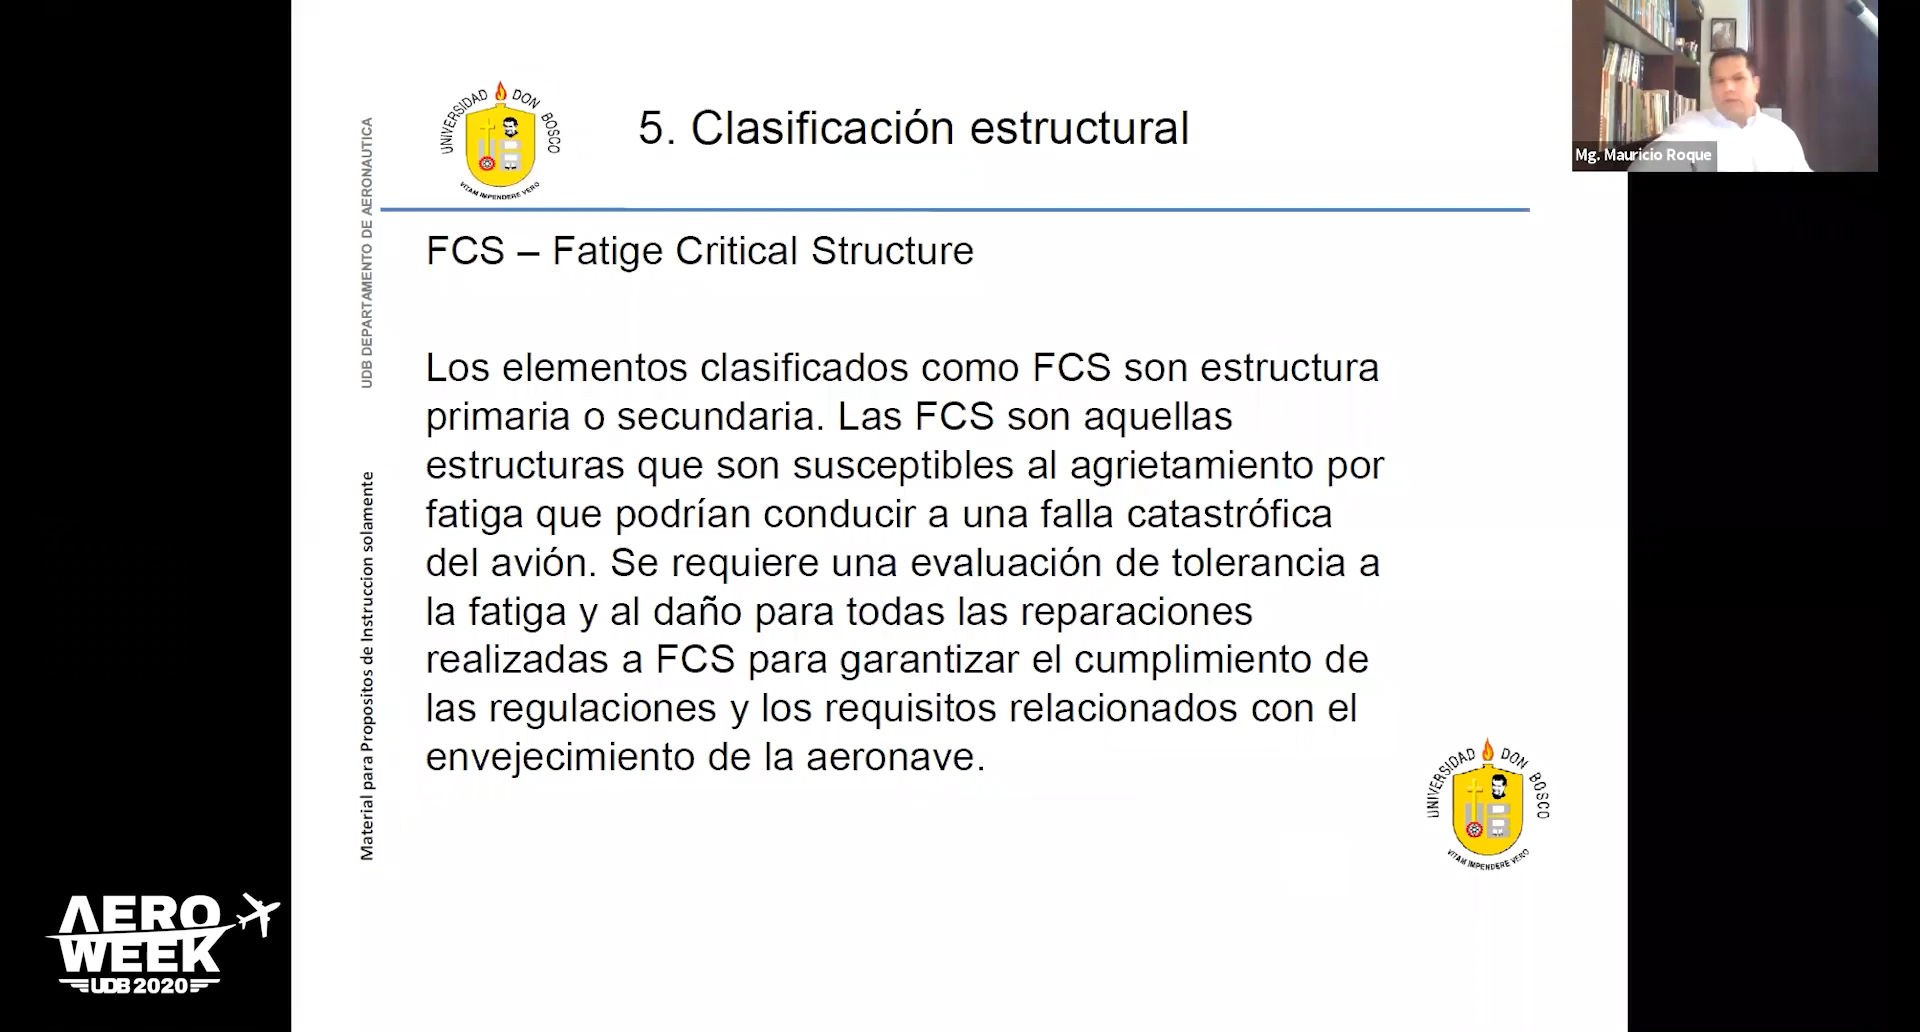 UNIVERSIDAD DON BOSCO
VITAM IMPENDERE VERO
5. Clasificación estructural
Mg. Mauricio Roque
UDB DEPARTAMENTO DE AERONAUTICA
Material para Propositos de Instruccion solamente
FCS – Fatige Critical Structure
Los elementos clasificados como FCS son estructura
primaria o secundaria. Las FCS son aquellas
estructuras que son susceptibles al agrietamiento por
fatiga que podrían conducir a una falla catastrófica
del avión. Se requiere una evaluación de tolerancia a
la fatiga y al daño para todas las reparaciones
realizadas a FCS para garantizar el cumplimiento de
las regulaciones y los requisitos relacionados con el
envejecimiento de la aeronave.
UNIVERSIDAD DON BOSCO
VITAM IMPENDERE VERO
AERO
WEEK
UDB 2020